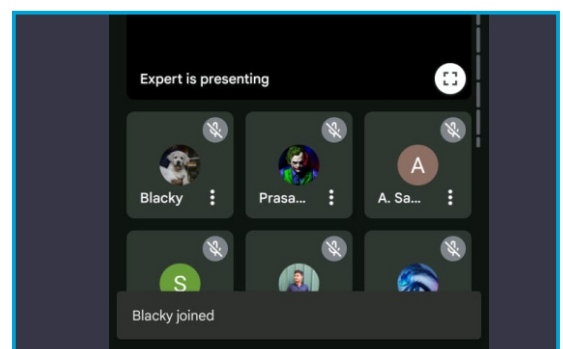 Expert is presenting
Blacky
Prasa...
A
A. Sa...
S
Blacky joined